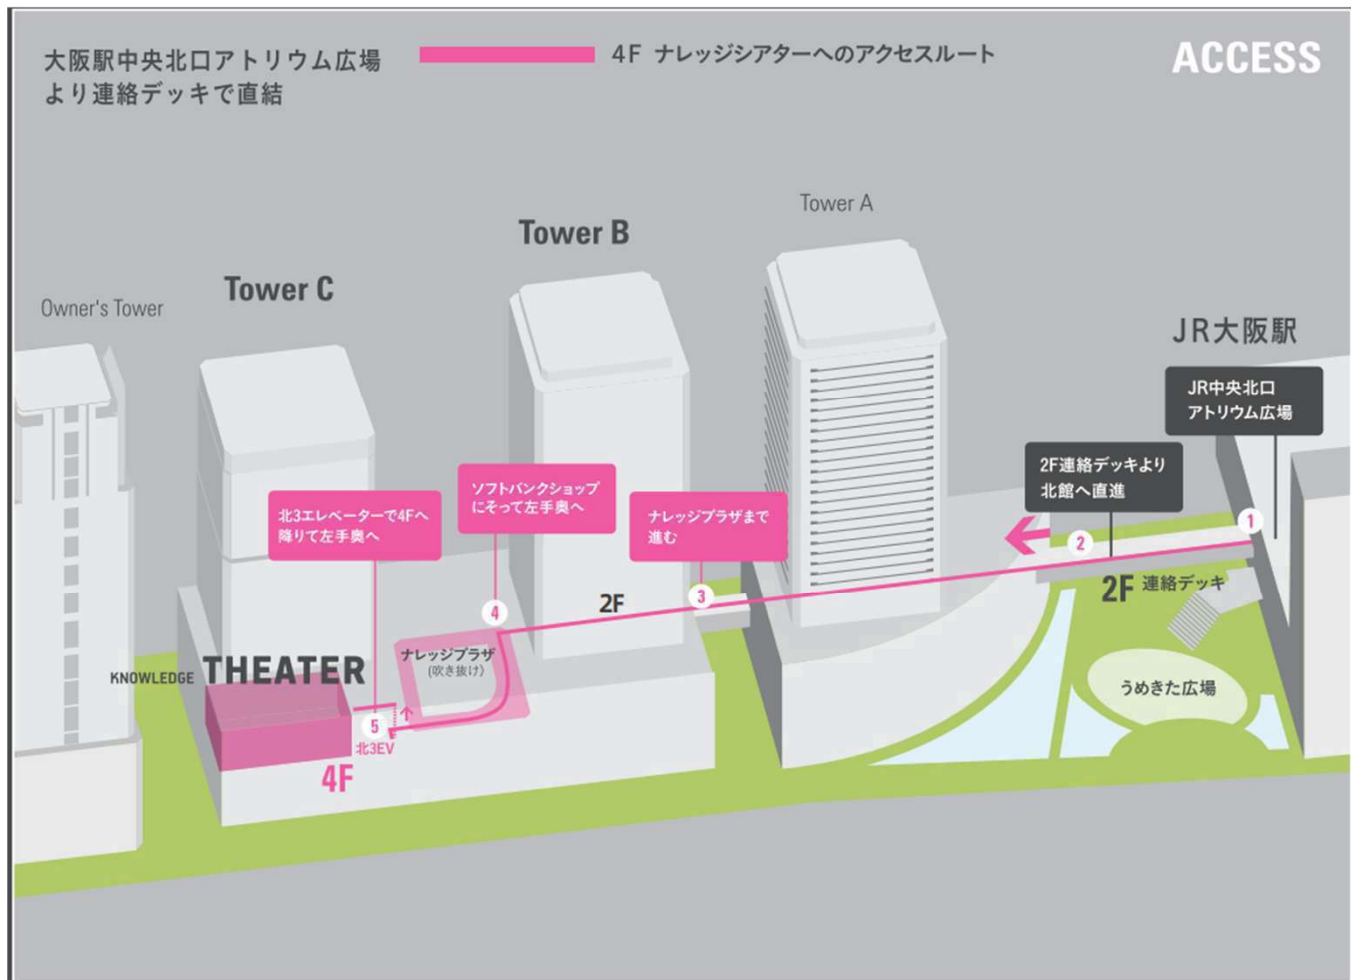 大阪駅中央北口アトリウム広場
より連絡デッキで直結
4F ナレッジシアターへのアクセスルート
ACCESS
Tower A
Tower B
Tower C
Owner's Tower
JR大阪駅
JR中央北口
アトリウム広場
2F連絡デッキより
北館へ直進
ソフトバンクショップ
にそって左手奥へ
ナレッジプラザまで
進む
北3エレベーターで4Fへ
降りて左手奥へ
1
2
3
4
2F
2F 連絡デッキ
ナレッジプラザ
(吹き抜け)
KNOWLEDGE THEATER
うめきた広場
5
北3EV
4F